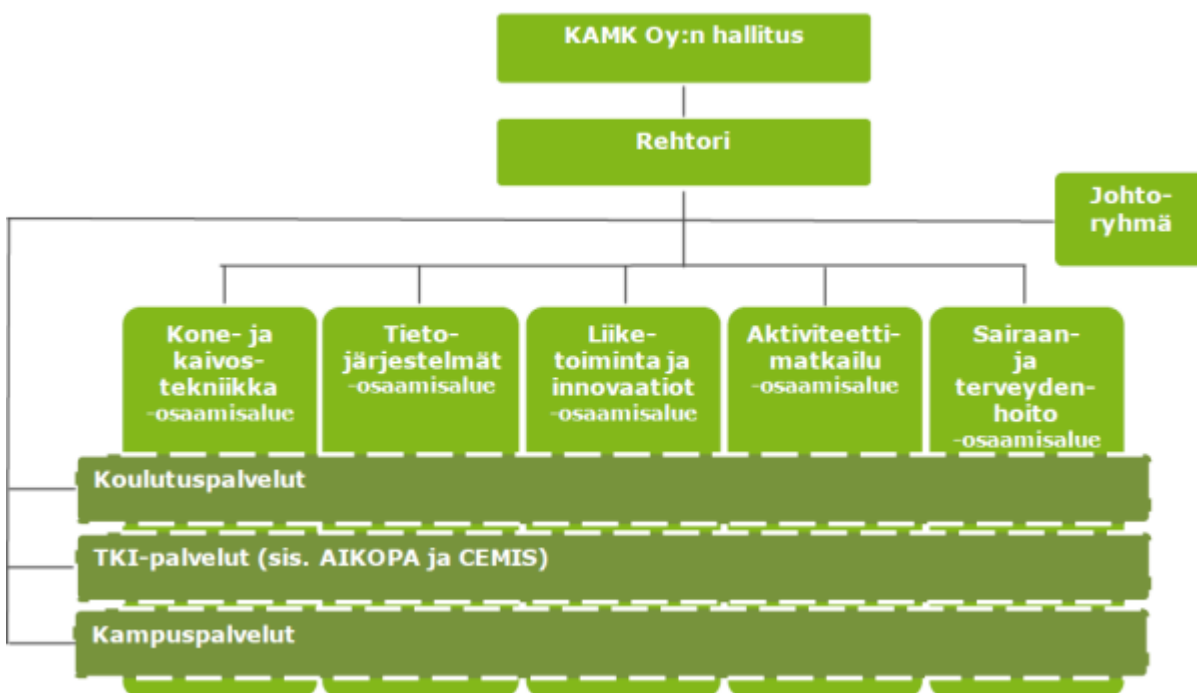 KAMK Oy:n hallitus
Rehtori
Johto-
ryhmä
Kone- ja
kaivos-
tekniikka
-osaamisalue
Tieto-
järjestelmät
-osaamisalue
Liike-
toiminta ja
innovaatiot
-osaamisalue
Aktiviteetti-
matkailu
-osaamisalue
Sairaan-
ja
terveyden-
hoito
-osaamisalue
Koulutuspalvelut
TKI-palvelut (sis. AIKOPA ja CEMIS)
Kampuspalvelut